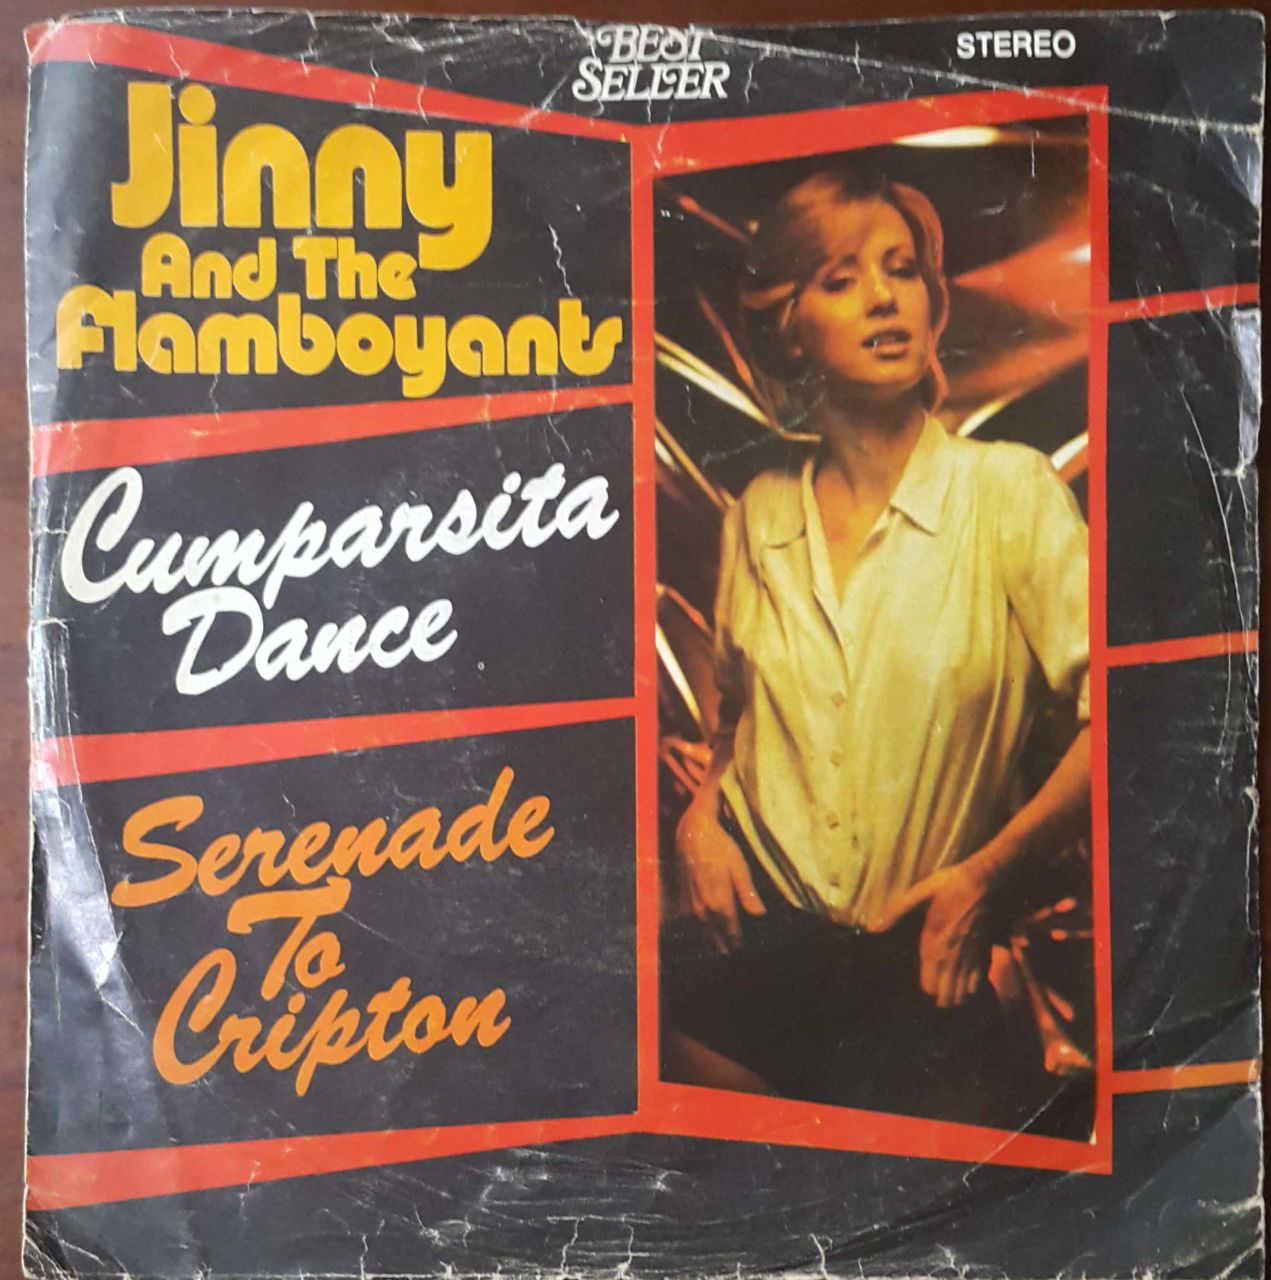 BEST
SELLER
STEREO
Jinny
And The
Flamboyants
Cumparsita
Dance
Serenade
To
Cripton